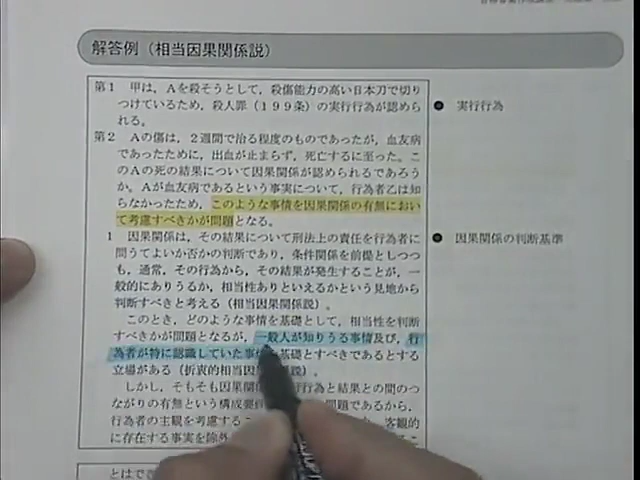 解答例（相当因果関係説）
第1 甲は，Aを殺そうとして，殺傷能力の高い日本刀で切り
つけているため，殺人罪（199条）の実行行為が認めら
れる。
実行行為
第2 Aの傷は，2週間で治る程度のものであったが，血友病
であったために，出血が止まらず，死亡するに至った。こ
のAの死の結果について因果関係が認められるであろう
か。Aが血友病であるという事実について，行為者乙は知
らなかったため，このような事情を因果関係の有無におい
て考慮すべきかが問題となる。
1 因果関係は，その結果について刑法上の責任を行為者に
因果関係の判断基準
問うてよいか否かの判断であり，条件関係を前提としつつ
も，通常，その行為から，その結果が発生することが，一
般的にありうるか，相当性ありといえるかという見地から
判断すべきと考える（相当因果関係説）。
このとき，どのような事情を基礎として，相当性を判断
すべきかが問題となるが，一般人が知りうる事情及び，行
為者が特に認識していた事情 基礎とすべきであるとする
立場がある（折衷的相当因 説）。
しかし，そもそも因果関 行行為と結果との間のつ
ながりの有無という構成要 問題であるから，
行為者の主観を考慮するこ 客観的
に存在する事実を除外
とはで